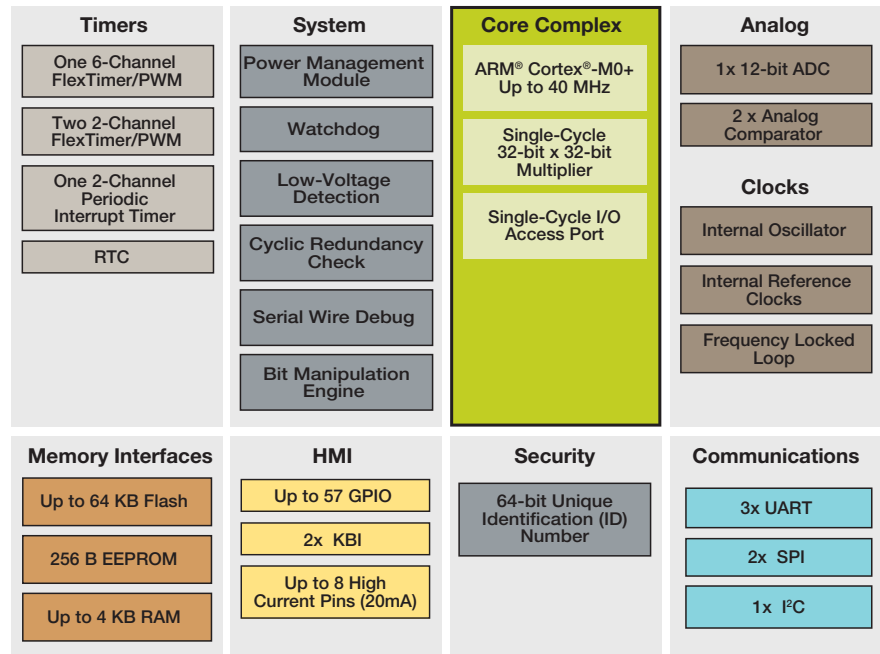 Timers
One 6-Channel
FlexTimer/PWM
Two 2-Channel
FlexTimer/PWM
One 2-Channel
Periodic
Interrupt Timer
RTC
System
Power Management
Module
Watchdog
Low-Voltage
Detection
Cyclic Redundancy
Check
Serial Wire Debug
Bit Manipulation
Engine
Core Complex
ARM® Cortex®-M0+
Up to 40 MHz
Single-Cycle
32-bit x 32-bit
Multiplier
Single-Cycle I/O
Access Port
Analog
1x 12-bit ADC
2 x Analog
Comparator
Clocks
Internal Oscillator
Internal Reference
Clocks
Frequency Locked
Loop
Memory Interfaces
Up to 64 KB Flash
256 B EEPROM
Up to 4 KB RAM
HMI
Up to 57 GPIO
2x KBI
Up to 8 High
Current Pins (20mA)
Security
64-bit Unique
Identification (ID)
Number
Communications
3x UART
2x SPI
1x I²C